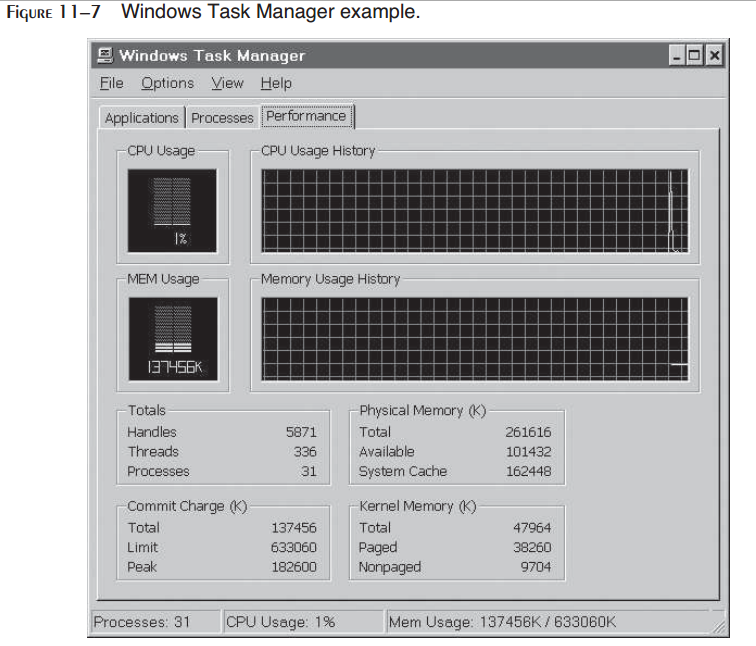 FIGURE 11–7 Windows Task Manager example.
Windows Task Manager
File Options View Help
Applications Processes Performance
CPU Usage
CPU Usage History
1%
MEM Usage
Memory Usage History
137456K
Totals
Handles 5871
Threads 336
Processes 31
Physical Memory (K)
Total 261616
Available 101432
System Cache 162448
Commit Charge (K)
Total 137456
Limit 633060
Peak 182600
Kernel Memory (K)
Total 47964
Paged 38260
Nonpaged 9704
Processes: 31 CPU Usage: 1% Mem Usage: 137456K / 633060K